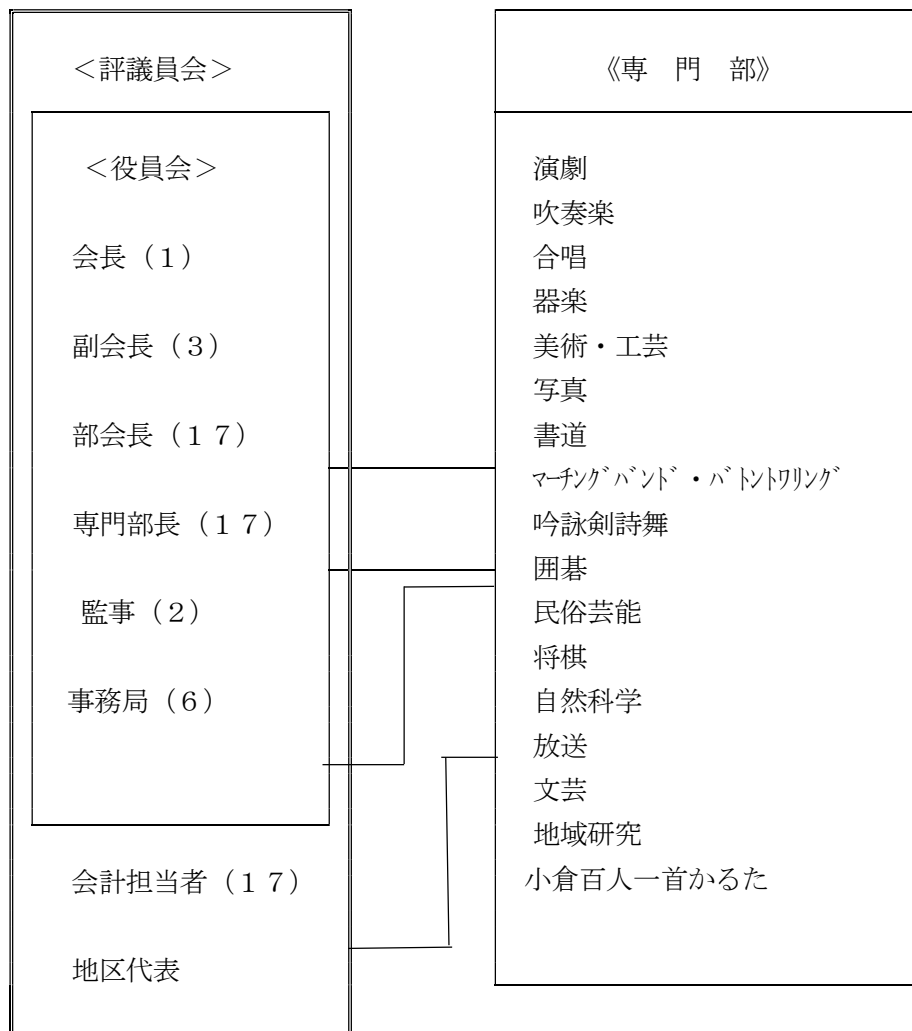 ＜評議員会＞
＜役員会＞
会長（１）
副会長（３）
部会長（１７）
専門部長（１７）
監事（２）
事務局（６）
会計担当者（１７）
地区代表
《専　門　部》
演劇
吹奏楽
合唱
器楽
美術・工芸
写真
書道
ﾏｰﾁﾝｸﾞﾊﾞﾝﾄﾞ・ﾊﾞﾄﾝﾄﾜﾘﾝｸﾞ
吟詠剣詩舞
囲碁
民俗芸能
将棋
自然科学
放送
文芸
地域研究
小倉百人一首かるた